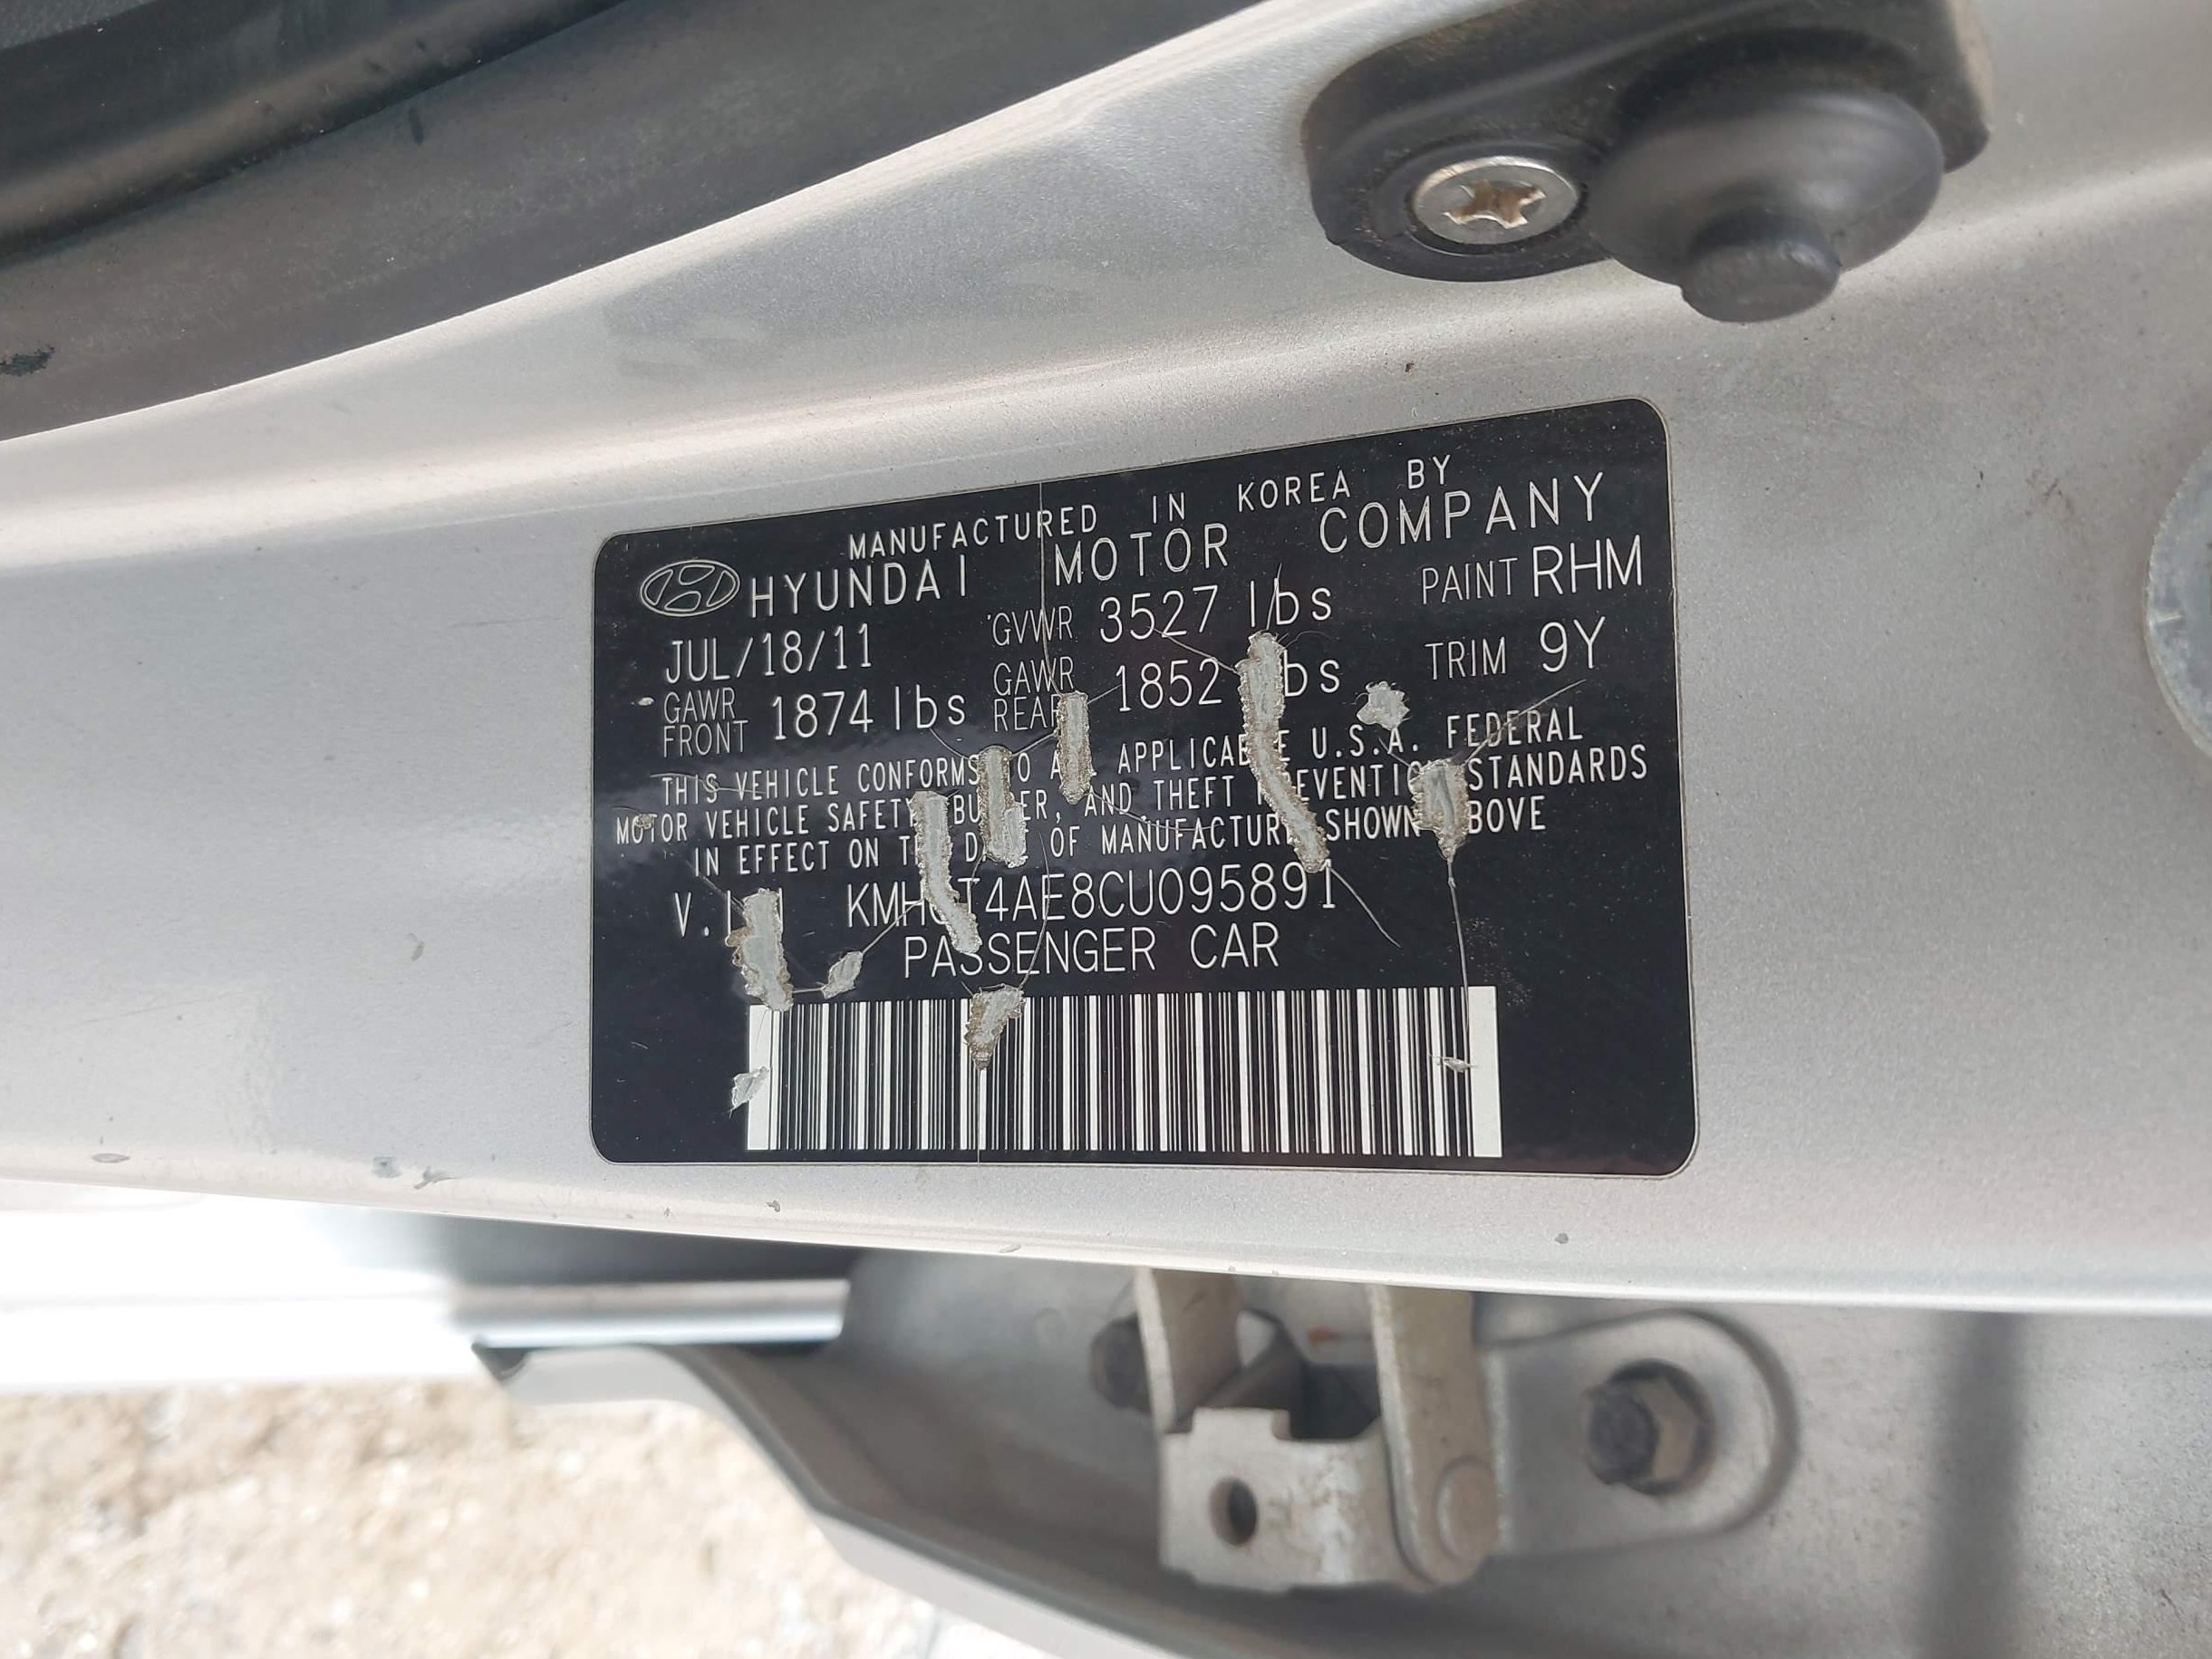 MANUFACTURED IN KOREA BY
HYUNDAI MOTOR COMPANY
JUL/18/11 GVWR 3527 lbs PAINT RHM
GAWR FRONT 1874 lbs GAWR REAR 1852 lbs TRIM 9Y
THIS VEHICLE CONFORMS TO ALL APPLICABLE U.S.A. FEDERAL
MOTOR VEHICLE SAFETY, BUMPER, AND THEFT PREVENTION STANDARDS
IN EFFECT ON THE DATE OF MANUFACTURE SHOWN ABOVE
V.I.N KMHCT4AE8CU095891
PASSENGER CAR